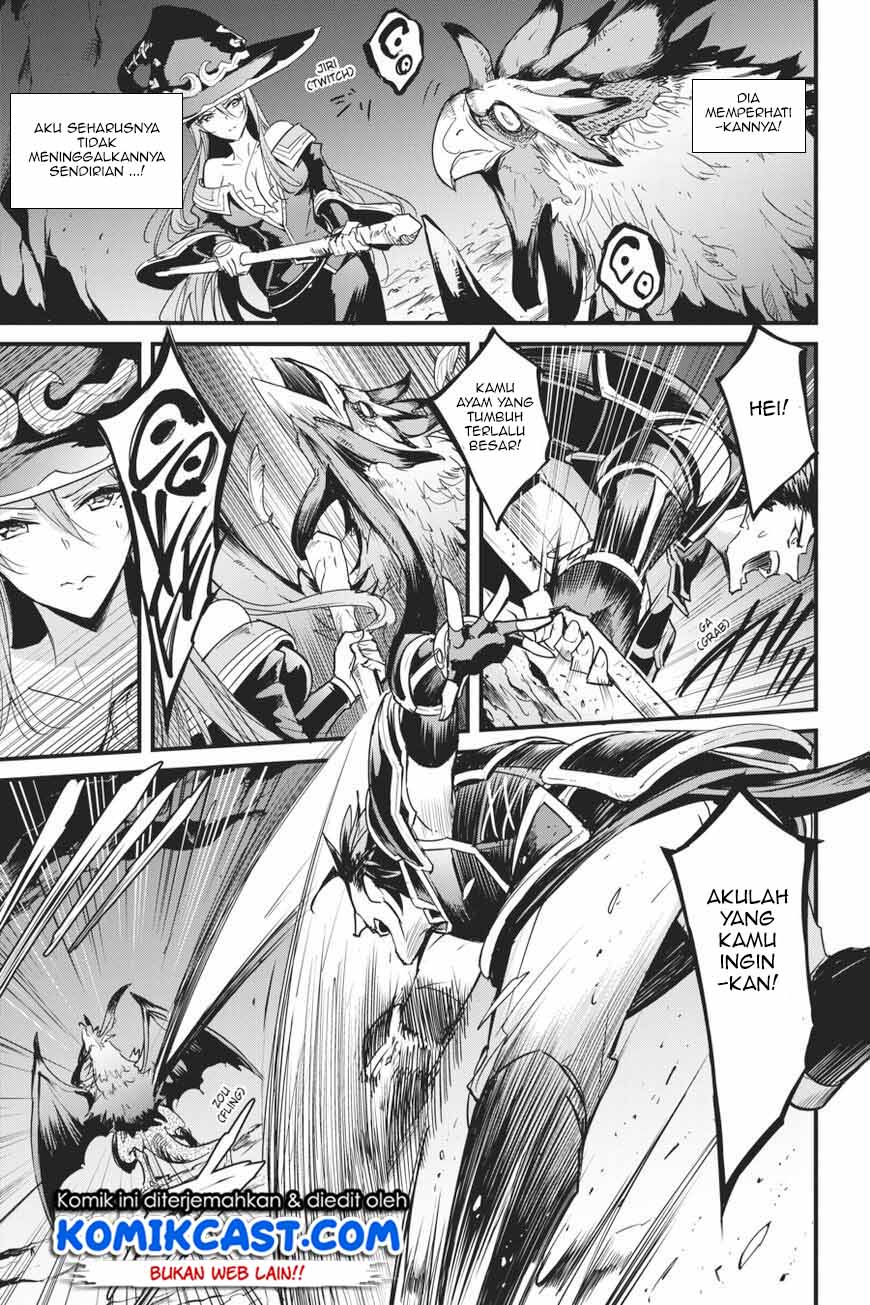 DIA
MEMPERHATI
-KANNYA!
JIRI
(TWITCH)
AKU SEHARUSNYA
TIDAK
MENINGGALKANNYA
SENDIRIAN ...!
HEI!
KAMU
AYAM YANG
TUMBUH
TERLALU
BESAR!
GA
(GRAB)
AKULAH
YANG
KAMU
INGIN
-KAN!
ZOU
(FLING)
Komik ini diterjemahkan & diedit oleh
KOMIKCAST.COM
BUKAN WEB LAIN!!